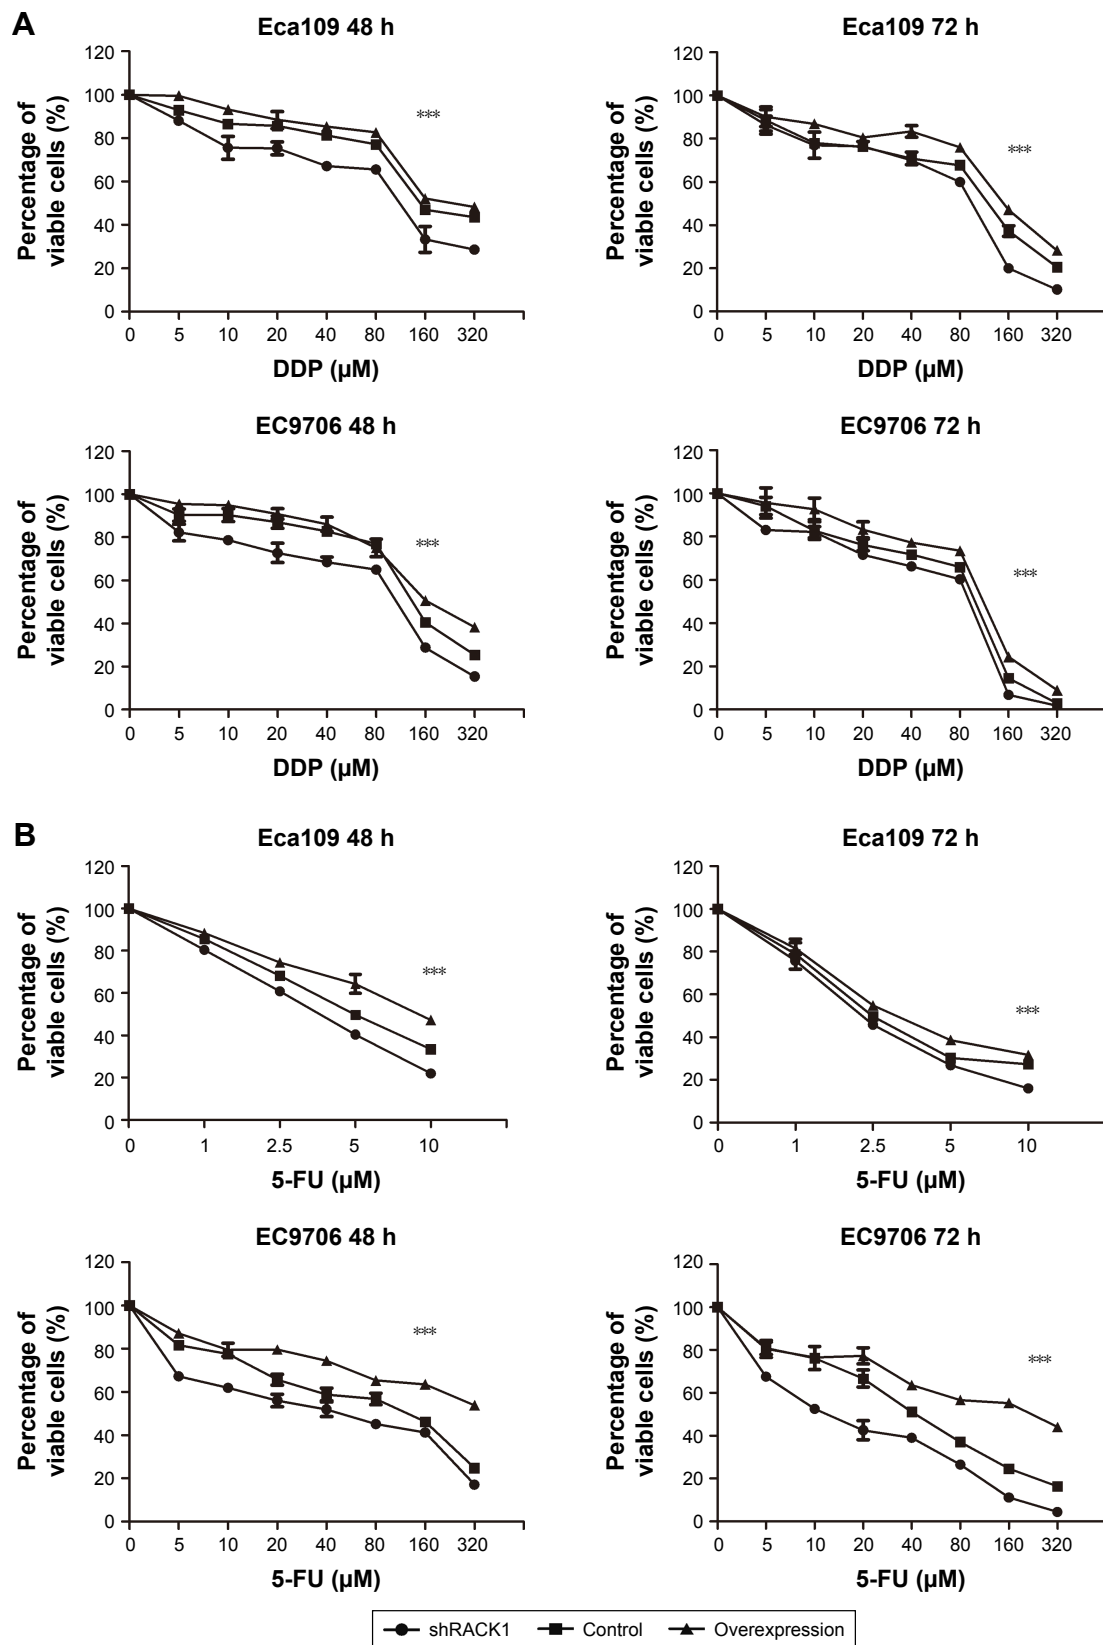 A
Eca109 48 h
Percentage of
viable cells (%)
120
100
80
60
40
20
0
***
0 5 10 20 40 80 160 320
DDP (µM)
Eca109 72 h
Percentage of
viable cells (%)
120
100
80
60
40
20
0
***
0 5 10 20 40 80 160 320
DDP (µM)
EC9706 48 h
Percentage of
viable cells (%)
120
100
80
60
40
20
0
***
0 5 10 20 40 80 160 320
DDP (µM)
EC9706 72 h
Percentage of
viable cells (%)
120
100
80
60
40
20
0
***
0 5 10 20 40 80 160 320
DDP (µM)
B
Eca109 48 h
Percentage of
viable cells (%)
120
100
80
60
40
20
0
***
0 1 2.5 5 10
5-FU (µM)
Eca109 72 h
Percentage of
viable cells (%)
120
100
80
60
40
20
0
***
0 1 2.5 5 10
5-FU (µM)
EC9706 48 h
Percentage of
viable cells (%)
120
100
80
60
40
20
0
***
0 5 10 20 40 80 160 320
5-FU (µM)
EC9706 72 h
Percentage of
viable cells (%)
120
100
80
60
40
20
0
***
0 5 10 20 40 80 160 320
5-FU (µM)
shRACK1 Control Overexpression